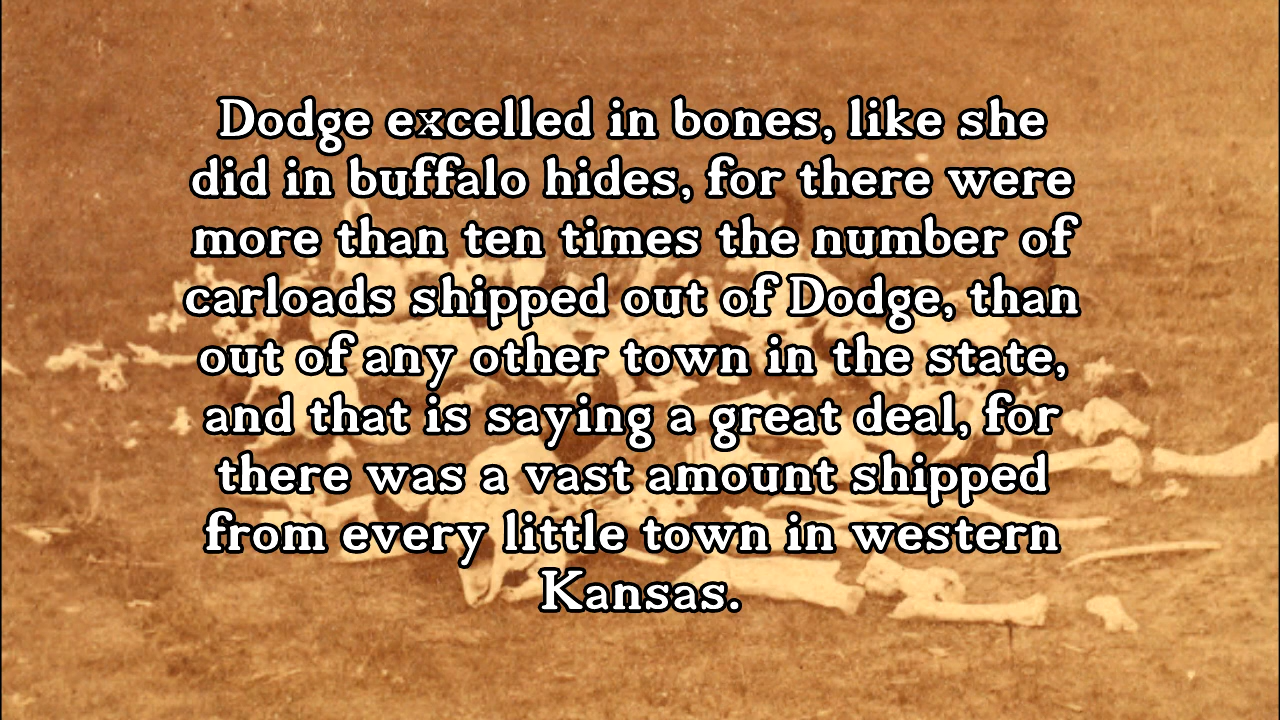 Dodge excelled in bones, like she
did in buffalo hides, for there were
more than ten times the number of
carloads shipped out of Dodge, than
out of any other town in the state,
and that is saying a great deal, for
there was a vast amount shipped
from every little town in western
Kansas.